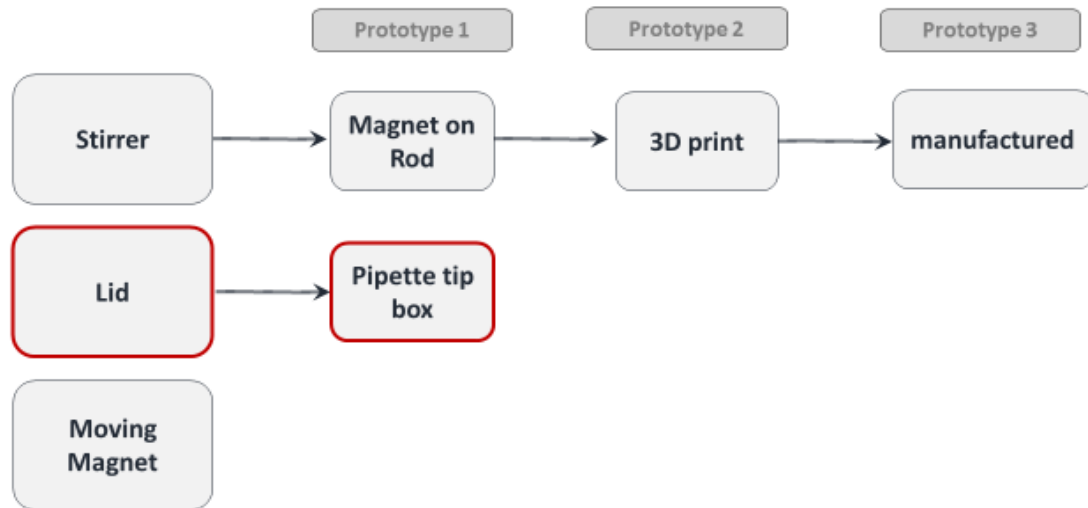 Prototype 1
Prototype 2
Prototype 3
Stirrer
Magnet on
Rod
3D print
manufactured
Lid
Pipette tip
box
Moving
Magnet